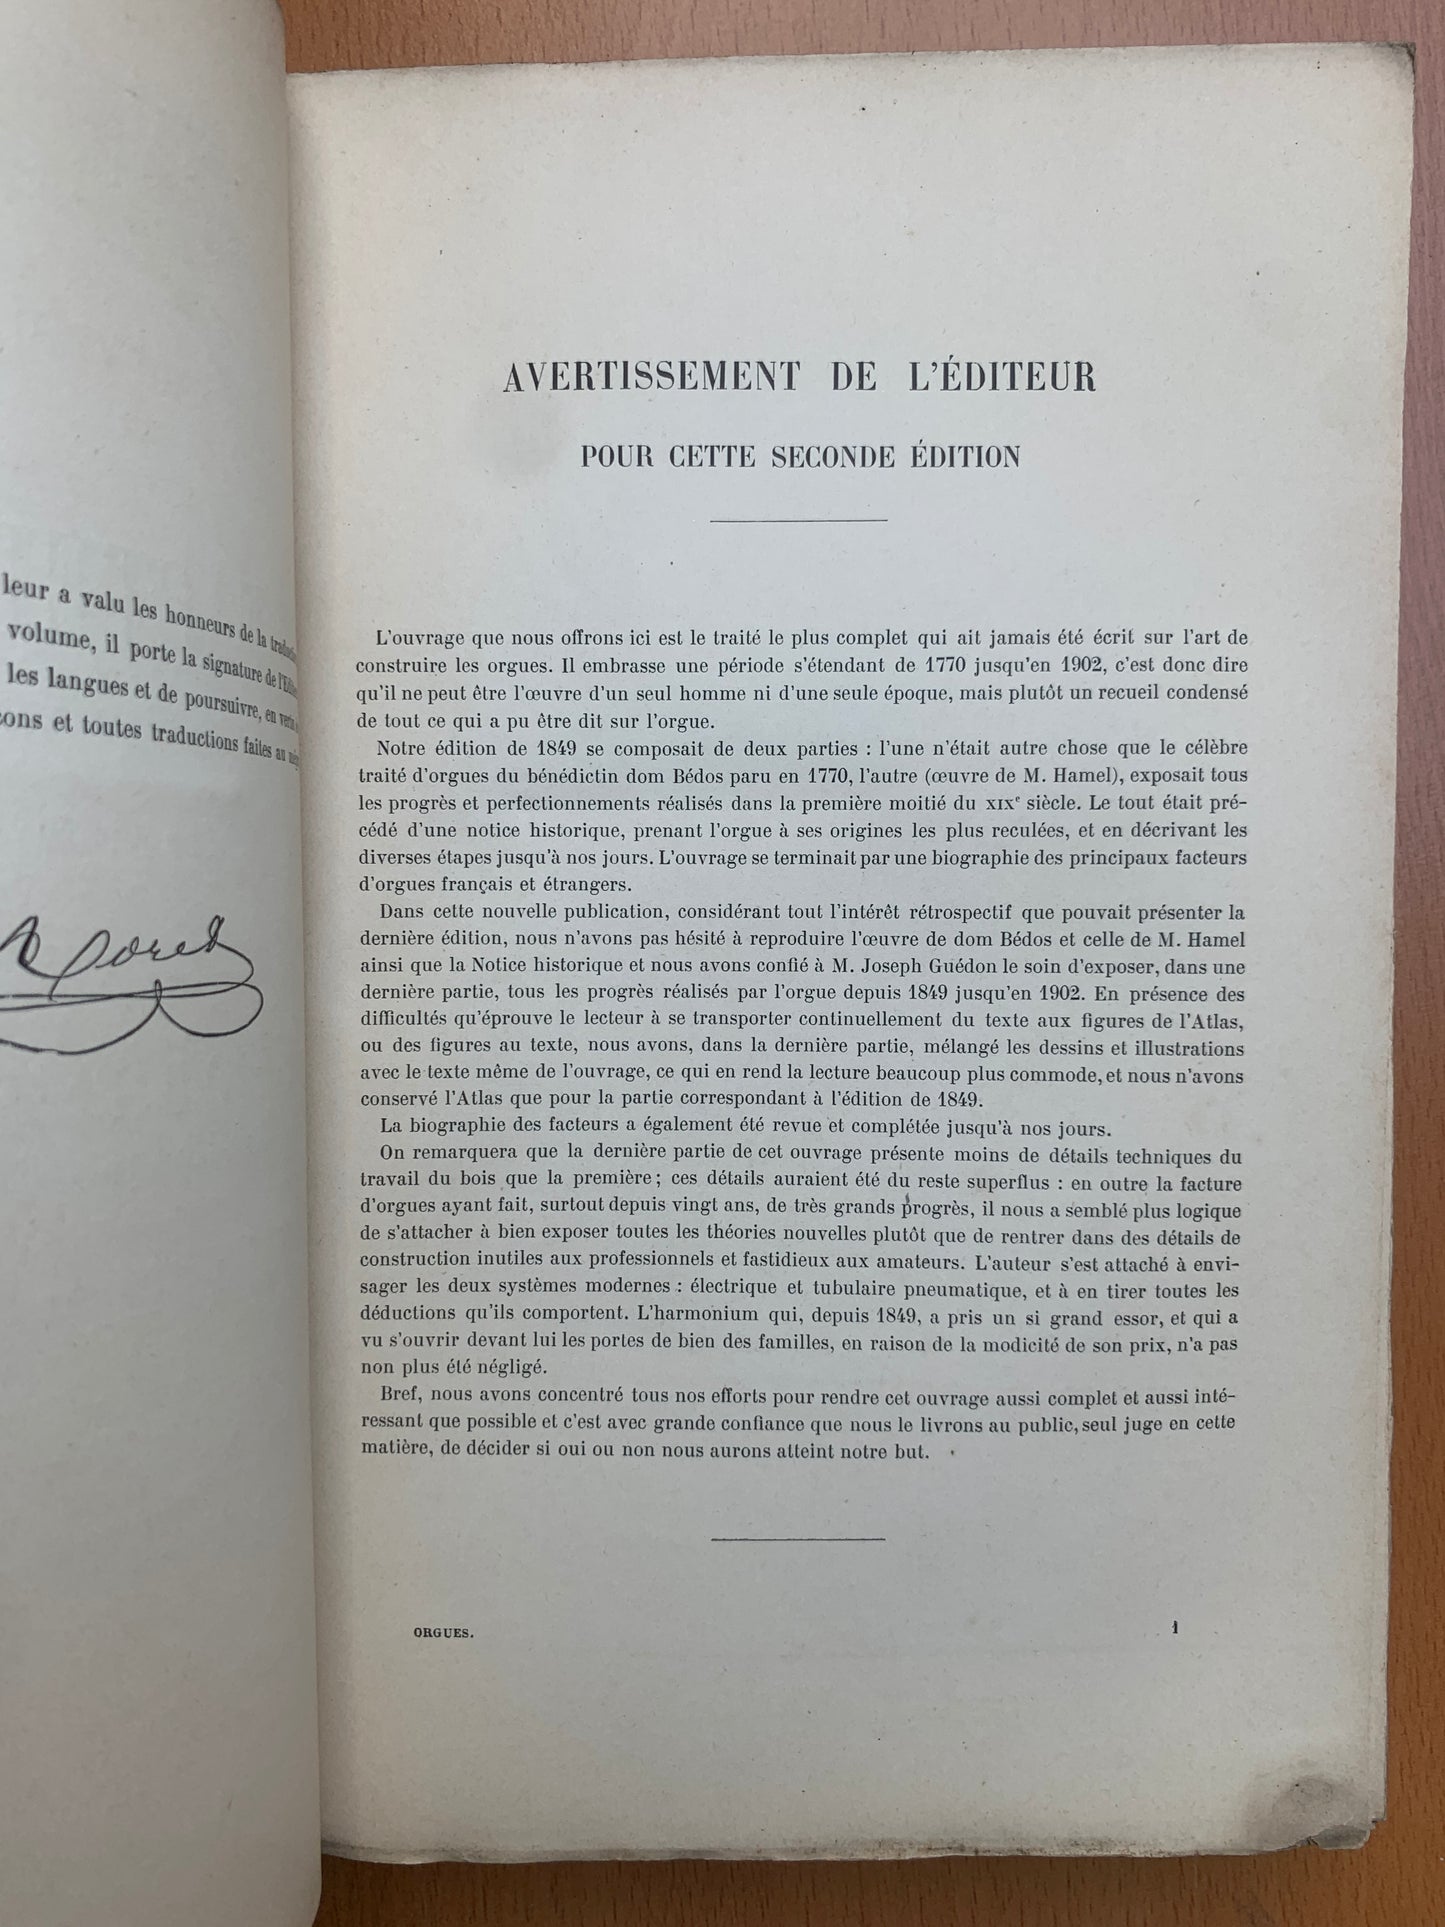 leur a valu les honneurs de la
volume, il porte la signature de
les langues et de poursuivre, en
et toutes traductions faites au
AVERTISSEMENT DE L'ÉDITEUR
POUR CETTE SECONDE ÉDITION
L'ouvrage que nous offrons ici est le traité le plus complet qui ait jamais été écrit sur l'art de
construire les orgues. Il embrasse une période s'étendant de 1770 jusqu'en 1902, c'est donc dire
qu'il ne peut être l'œuvre d'un seul homme ni d'une seule époque, mais plutôt un recueil condensé
de tout ce qui a pu être dit sur l'orgue.
Notre édition de 1849 se composait de deux parties : l'une n'était autre chose que le célèbre
traité d'orgues du bénédictin dom Bédos paru en 1770, l'autre (œuvre de M. Hamel), exposait tous
les progrès et perfectionnements réalisés dans la première moitié du XIXe siècle. Le tout était pré-
cédé d'une notice historique, prenant l'orgue à ses origines les plus reculées, et en décrivant les
diverses étapes jusqu'à nos jours. L'ouvrage se terminait par une biographie des principaux facteurs
d'orgues français et étrangers.
Dans cette nouvelle publication, considérant tout l'intérêt rétrospectif que pouvait présenter la
dernière édition, nous n'avons pas hésité à reproduire l'œuvre de dom Bédos et celle de M. Hamel
ainsi que la Notice historique et nous avons confié à M. Joseph Guédon le soin d'exposer, dans une
dernière partie, tous les progrès réalisés par l'orgue depuis 1849 jusqu'en 1902. En présence des
difficultés qu'éprouve le lecteur à se transporter continuellement du texte aux figures de l'Atlas,
ou des figures au texte, nous avons, dans la dernière partie, mélangé les dessins et illustrations
avec le texte même de l'ouvrage, ce qui en rend la lecture beaucoup plus commode, et nous n'avons
conservé l'Atlas que pour la partie correspondant à l'édition de 1849.
La biographie des facteurs a également été revue et complétée jusqu'à nos jours.
On remarquera que la dernière partie de cet ouvrage présente moins de détails techniques du
travail du bois que la première ; ces détails auraient été du reste superflus : en outre la facture
d'orgues ayant fait, surtout depuis vingt ans, de très grands progrès, il nous a semblé plus logique
de s'attacher à bien exposer toutes les théories nouvelles plutôt que de rentrer dans des détails de
construction inutiles aux professionnels et fastidieux aux amateurs. L'auteur s'est attaché à envi-
sager les deux systèmes modernes : électrique et tubulaire pneumatique, et à en tirer toutes les
déductions qu'ils comportent. L'harmonium qui, depuis 1849, a pris un si grand essor, et qui a
vu s'ouvrir devant lui les portes de bien des familles, en raison de la modicité de son prix, n'a pas
non plus été négligé.
Bref, nous avons concentré tous nos efforts pour rendre cet ouvrage aussi complet et aussi inté-
ressant que possible et c'est avec grande confiance que nous le livrons au public, seul juge en cette
matière, de décider si oui ou non nous aurons atteint notre but.
ORGUES. 1